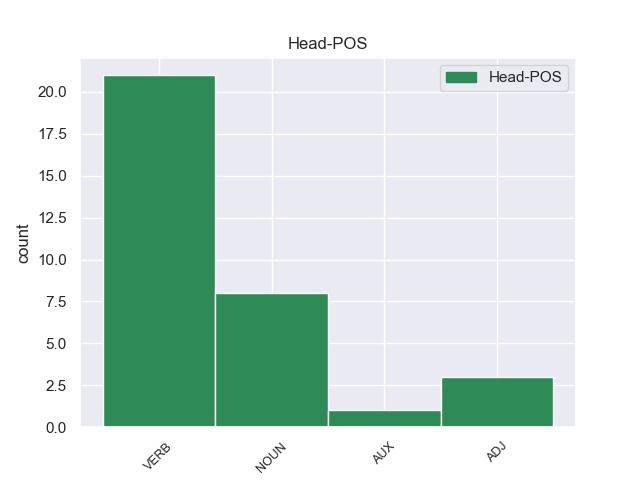 Head-POS
Head-POS
20.0
17.5
15.0
12.5
10.0
7.5
5.0
2.5
0.0
count
VERB
NOUN
AUX
ADJ